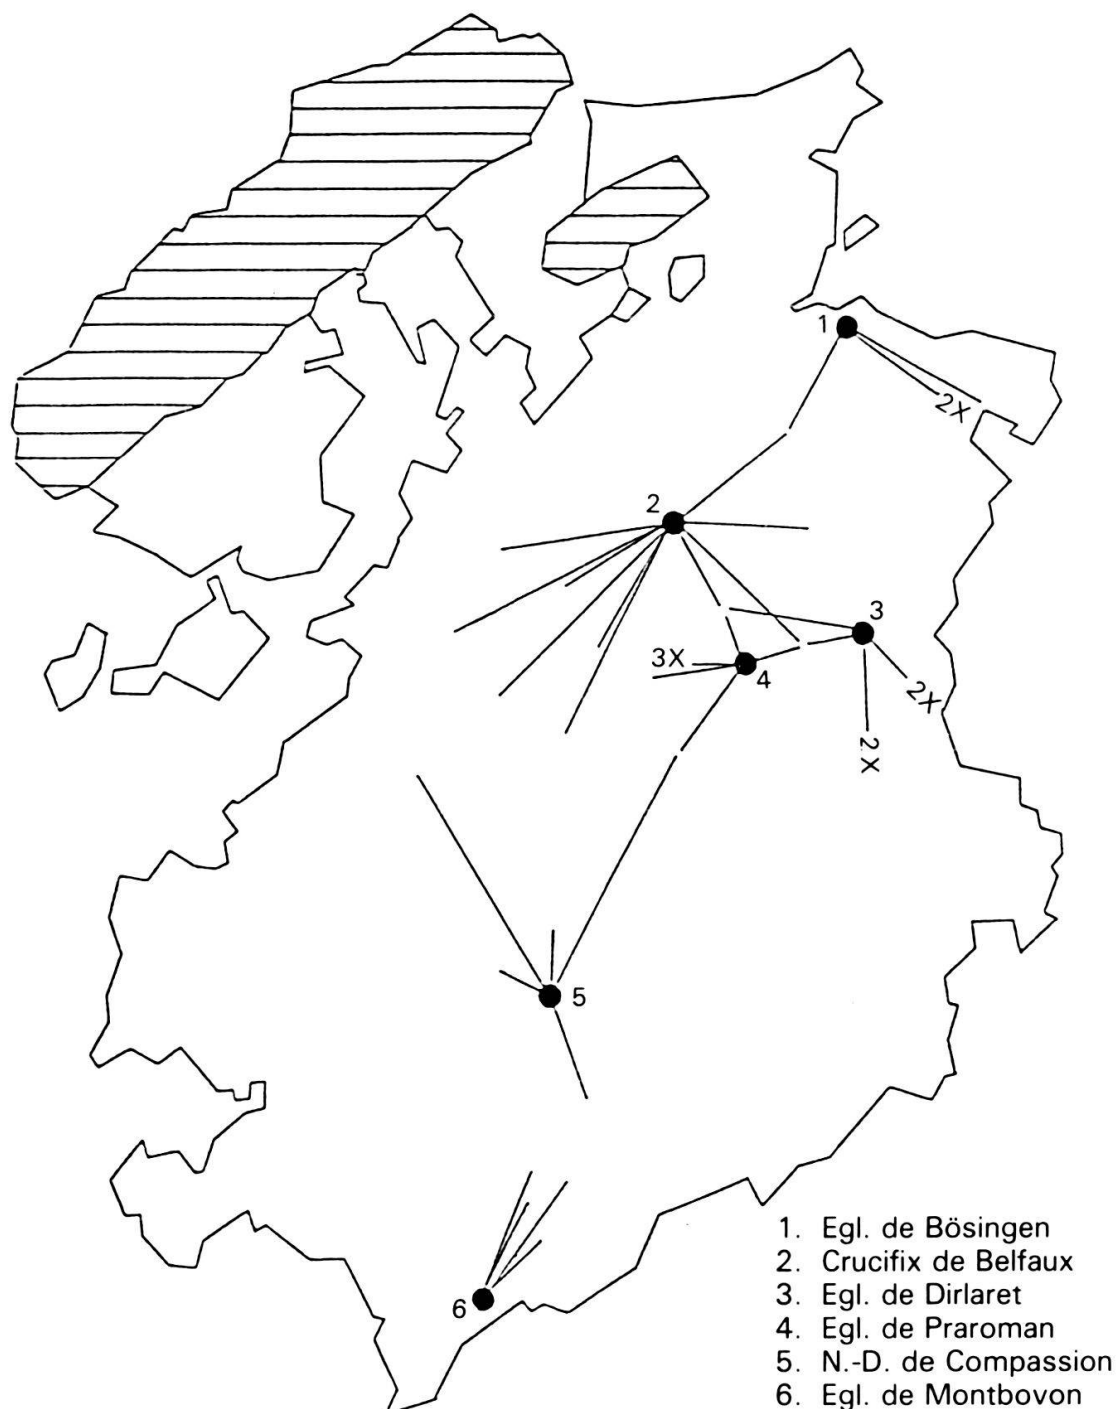 1
2X
2
3
3X
4
2X
2X
5
6
1. Egl. de Bösingen
2. Crucifix de Belfaux
3. Egl. de Dirlaret
4. Egl. de Praroman
5. N.-D. de Compassion
6. Egl. de Montbovon